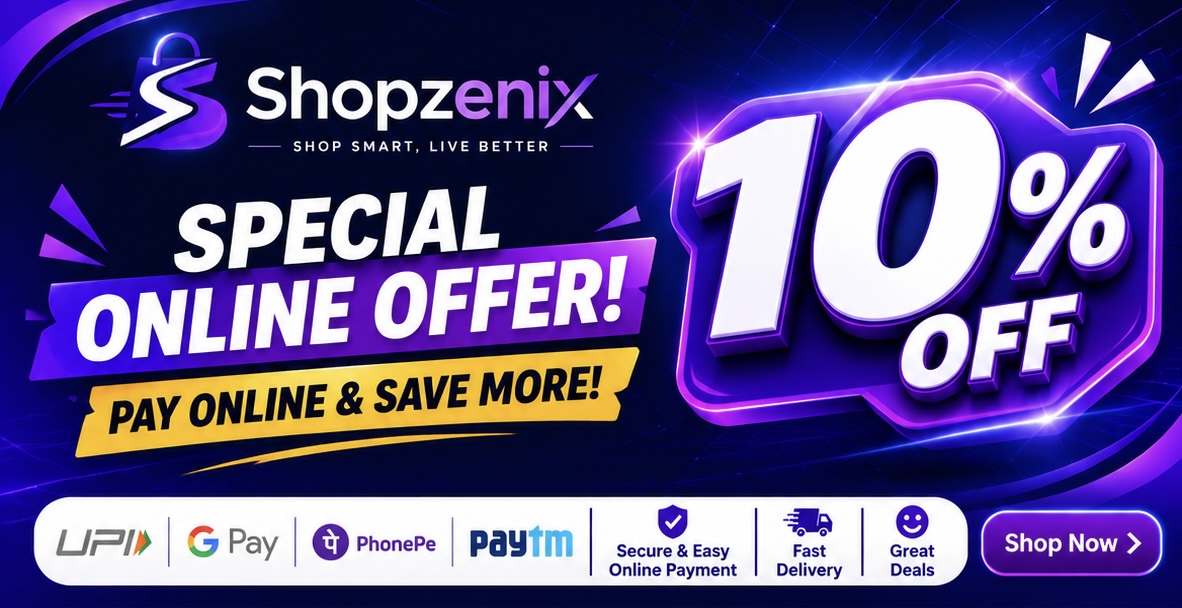 Shopzenix
SHOP SMART, LIVE BETTER
SPECIAL
ONLINE OFFER!
PAY ONLINE & SAVE MORE!
10%
OFF
UPI
G Pay
पे PhonePe
paytm
Secure & Easy
Online Payment
Fast
Delivery
Great
Deals
Shop Now